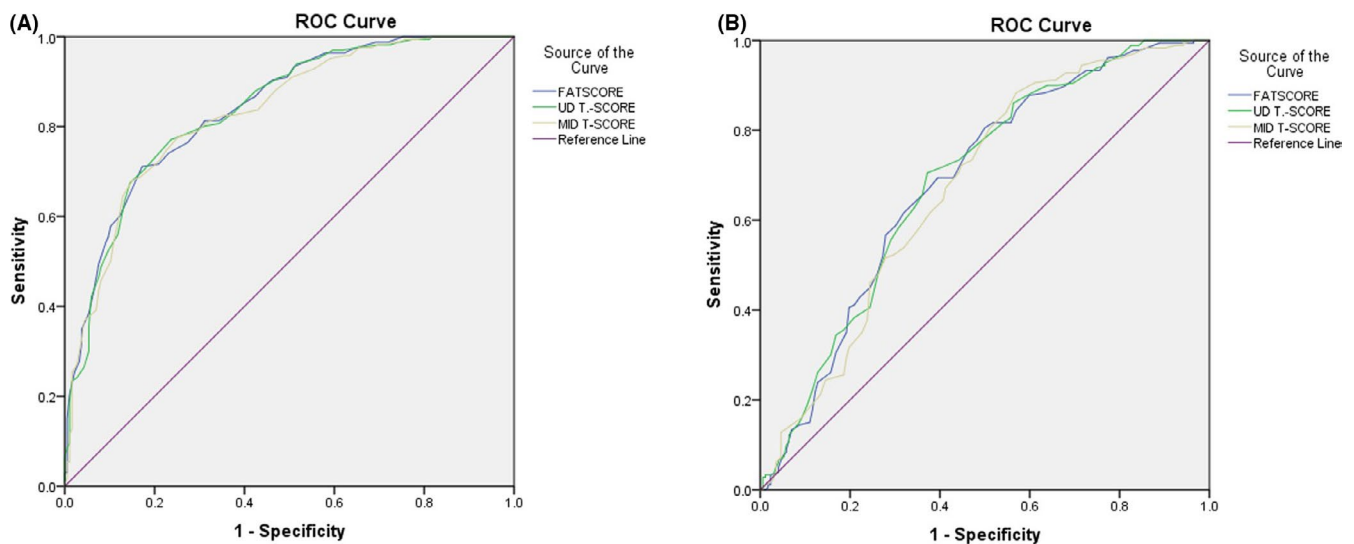 (A)
ROC Curve
1.0
0.8
0.6
0.4
0.2
0.0
Sensitivity
0.0 0.2 0.4 0.6 0.8 1.0
1 - Specificity
Source of the
Curve
FATSCORE
UD T.-SCORE
MID T-SCORE
Reference Line
(B)
ROC Curve
1.0
0.8
0.6
0.4
0.2
0.0
Sensitivity
0.0 0.2 0.4 0.6 0.8 1.0
1 - Specificity
Source of the
Curve
FATSCORE
UD T.-SCORE
MID T-SCORE
Reference Line